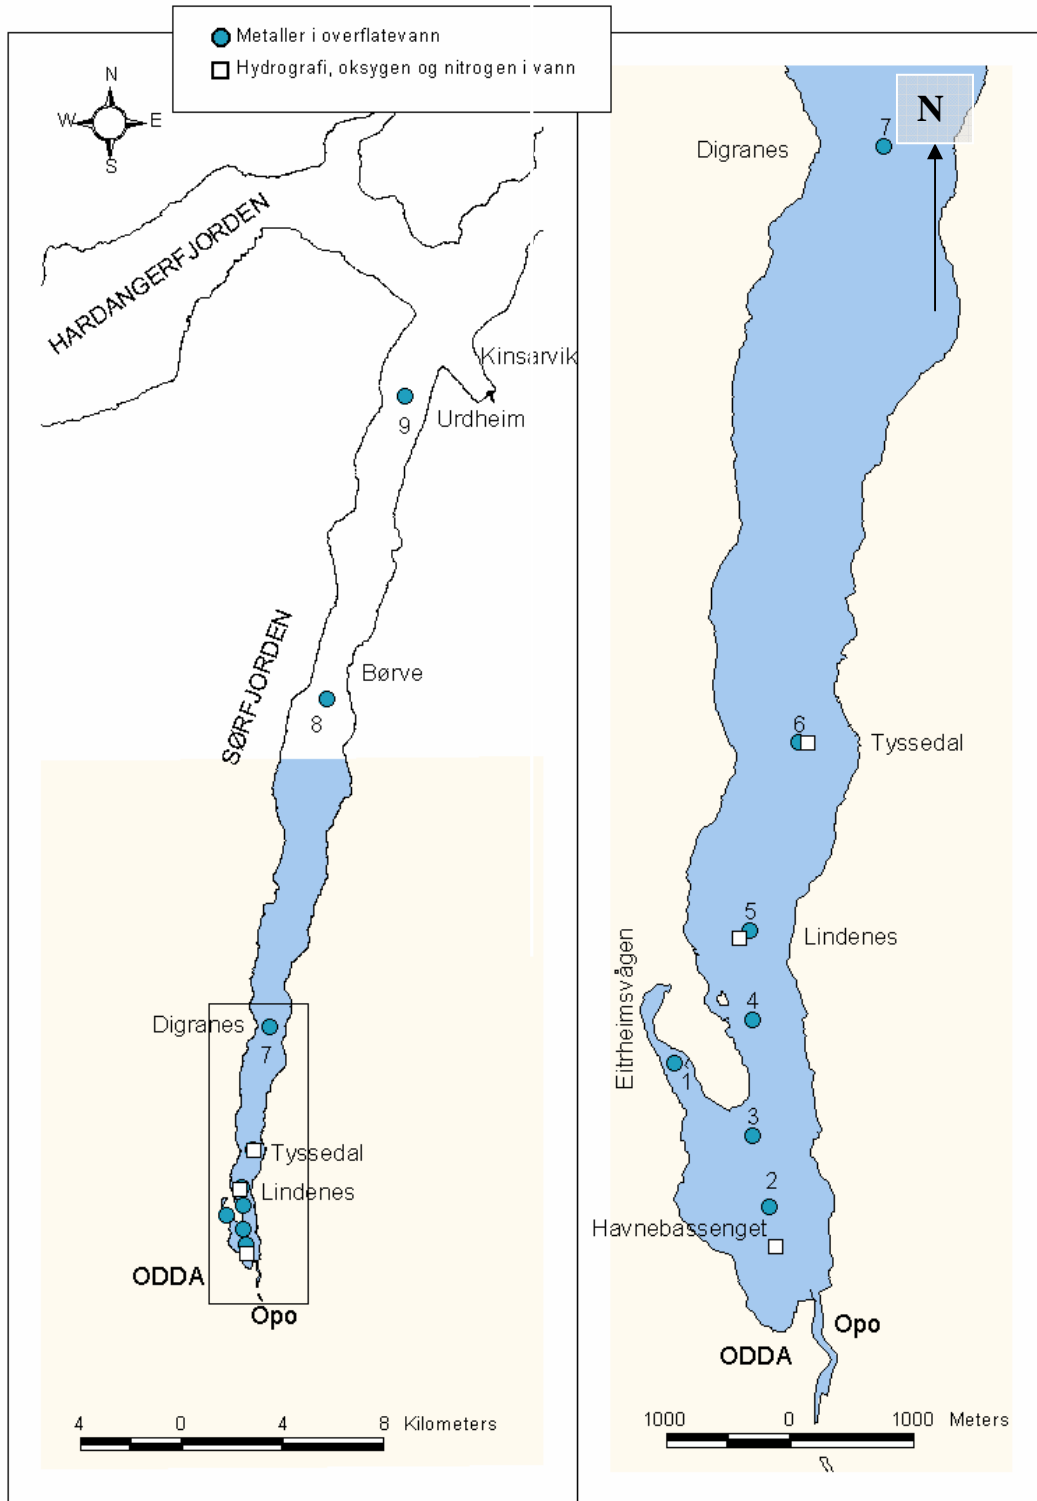 Metaller i overflatevann
Hydrografi, oksygen og nitrogen i vann
N
W E
S
HARDANGERFJORDEN
Kinsarvik
9
Urdheim
SØRFJORDEN
Børve
8
Digranes
7
Tyssedal
Lindenes
ODDA
Opo
4 0 4 8 Kilometers
N
7
Digranes
6
Tyssedal
5
Lindenes
Eitrheimsvågen
4
1
3
2
Havnebassenget
Opo
ODDA
1000 0 1000 Meters